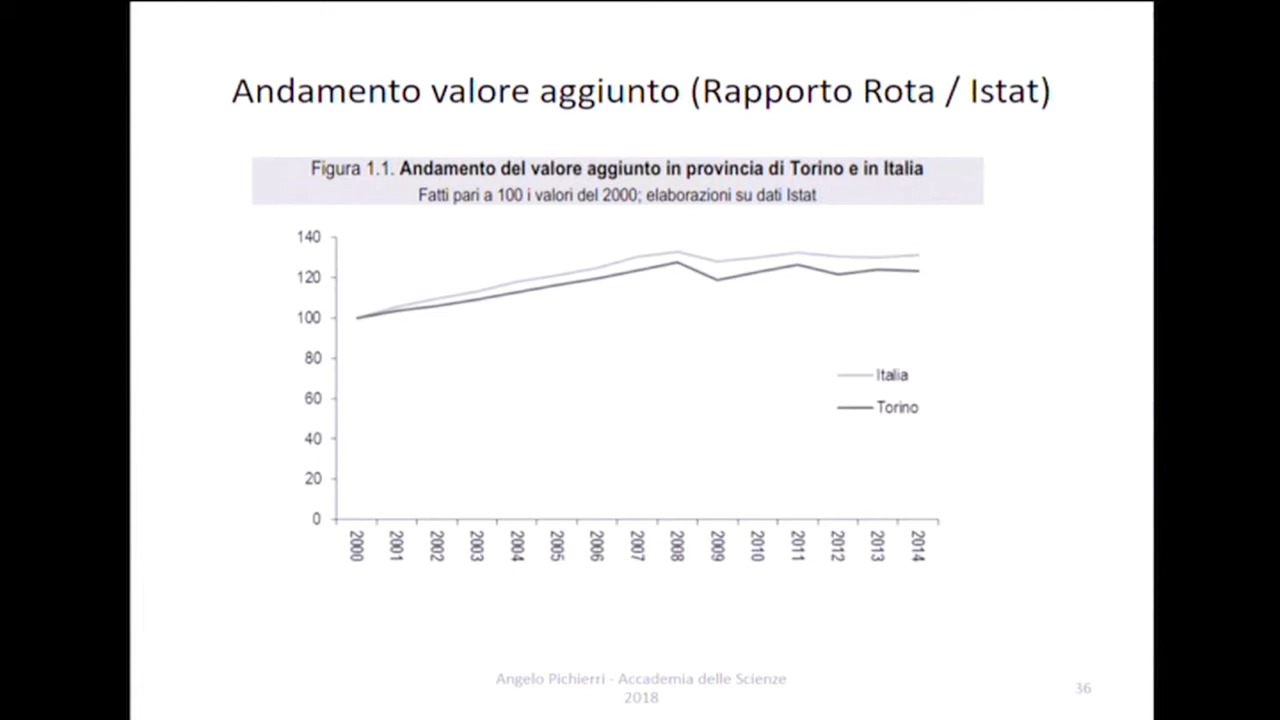 Andamento valore aggiunto (Rapporto Rota / Istat)
Figura 1.1. Andamento del valore aggiunto in provincia di Torino e in Italia
Fatti pari a 100 i valori del 2000; elaborazioni su dati Istat
140
120
100
80
60
40
20
0
Italia
Torino
2000 2001 2002 2003 2004 2005 2006 2007 2008 2009 2010 2011 2012 2013 2014
Angelo Pichierri - Accademia delle Scienze
2018
36